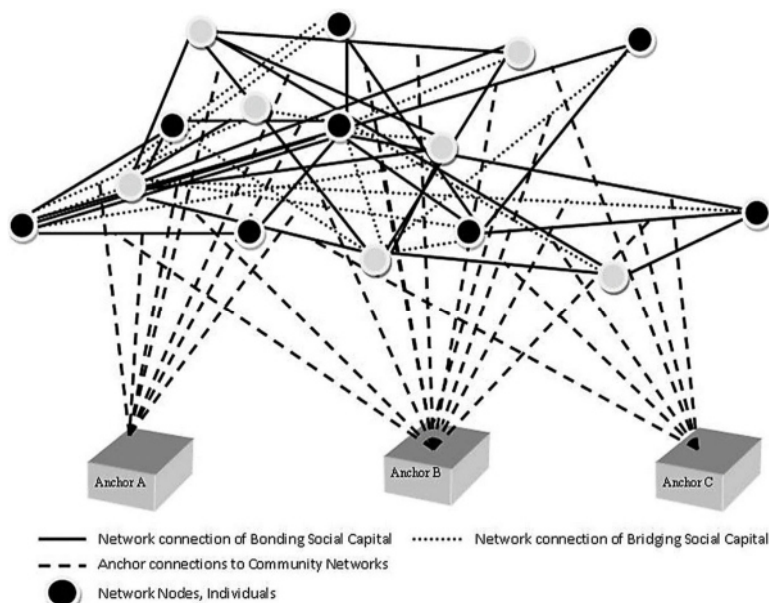 Anchor A
Anchor B
Anchor C
Network connection of Bonding Social Capital
Network connection of Bridging Social Capital
Anchor connections to Community Networks
Network Nodes, Individuals